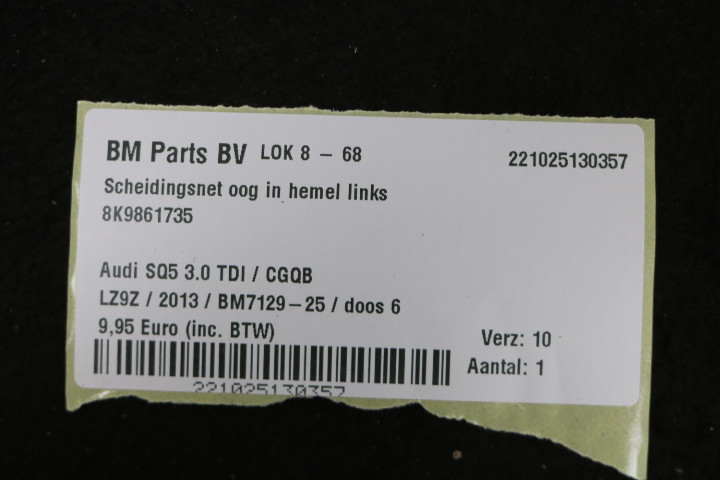 BM Parts BV LOK 8 - 68 221025130357
Scheidingsnet oog in hemel links
8K9861735
Audi SQ5 3.0 TDI / CGQB
LZ9Z / 2013 / BM7129-25 / doos 6
9,95 Euro (inc. BTW) Verz: 10
Aantal: 1
221025130357